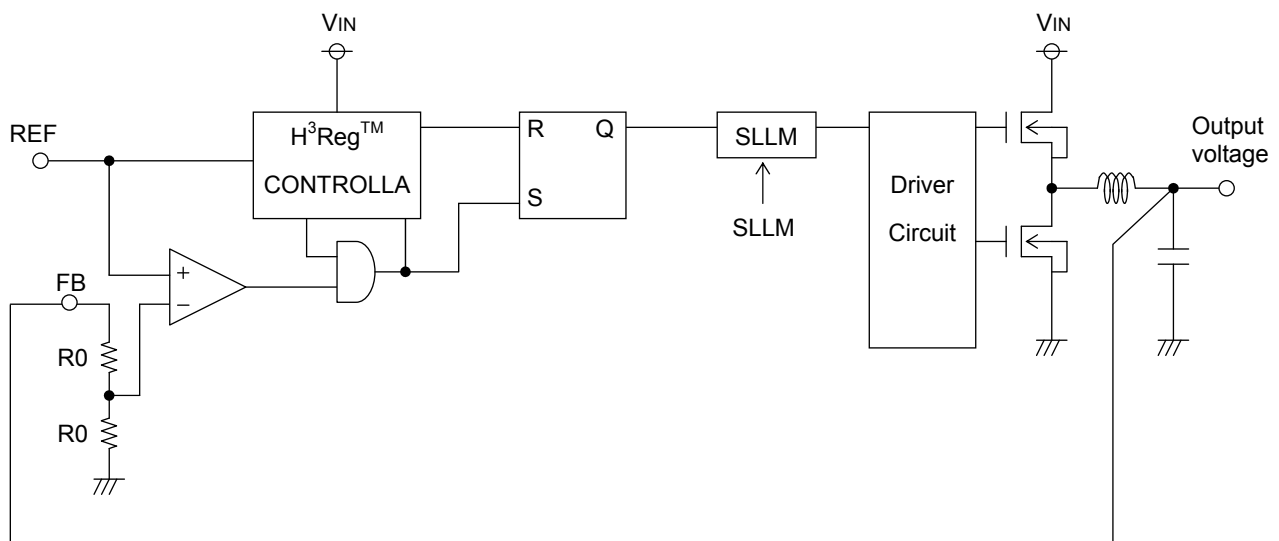 VIN
VIN
REF
H³Reg™
CONTROLLA
R
Q
S
SLLM
SLLM
Driver
Circuit
Output
voltage
+
−
FB
R0
R0